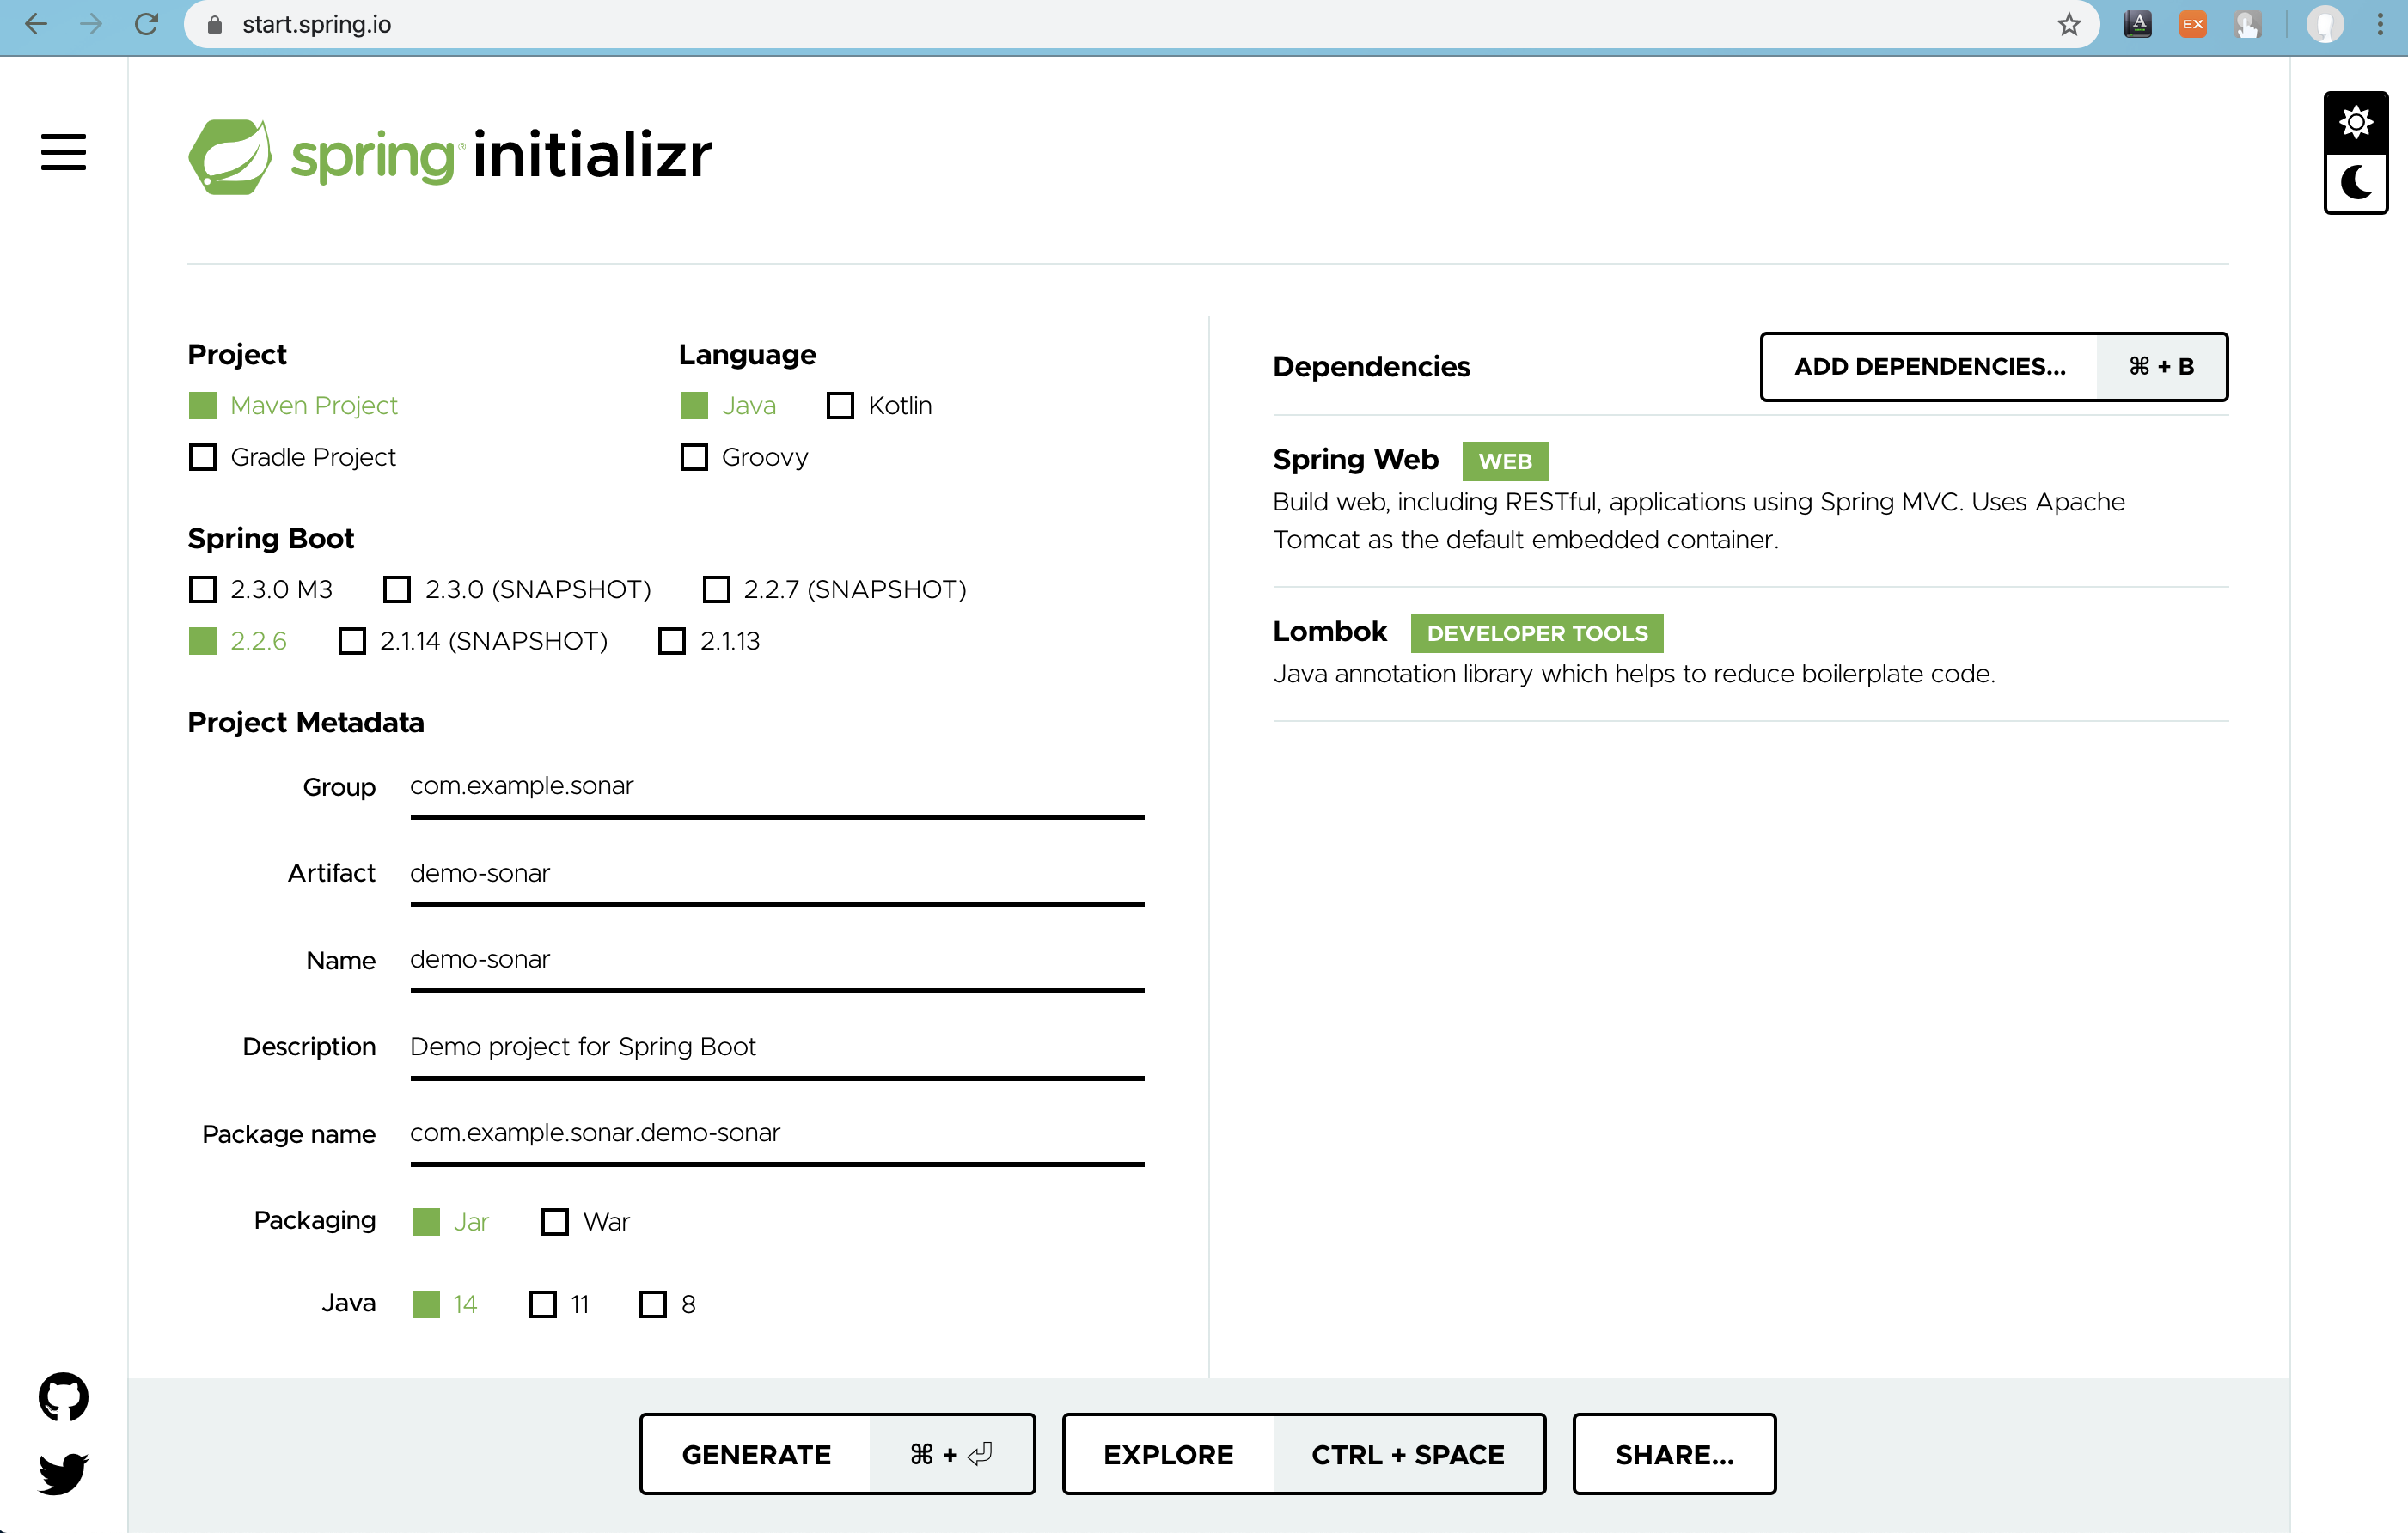 start.spring.io
A
EX
spring® initializr
Project
Maven Project
Gradle Project
Language
Java Kotlin
Groovy
Spring Boot
2.3.0 M3 2.3.0 (SNAPSHOT) 2.2.7 (SNAPSHOT)
2.2.6 2.1.14 (SNAPSHOT) 2.1.13
Project Metadata
Group com.example.sonar
Artifact demo-sonar
Name demo-sonar
Description Demo project for Spring Boot
Package name com.example.sonar.demo-sonar
Packaging Jar War
Java 14 11 8
Dependencies
ADD DEPENDENCIES... ⌘ + B
Spring Web WEB
Build web, including RESTful, applications using Spring MVC. Uses Apache
Tomcat as the default embedded container.
Lombok DEVELOPER TOOLS
Java annotation library which helps to reduce boilerplate code.
GENERATE ⌘ + ⏎
EXPLORE CTRL + SPACE
SHARE...